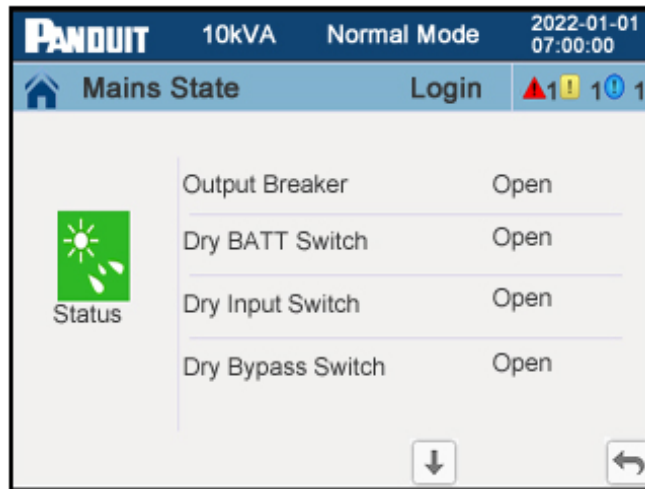 PANDUIT 10kVA Normal Mode 2022-01-01
07:00:00
Mains State Login 1 1 1
Output Breaker Open
Dry BATT Switch Open
Dry Input Switch Open
Status
Dry Bypass Switch Open